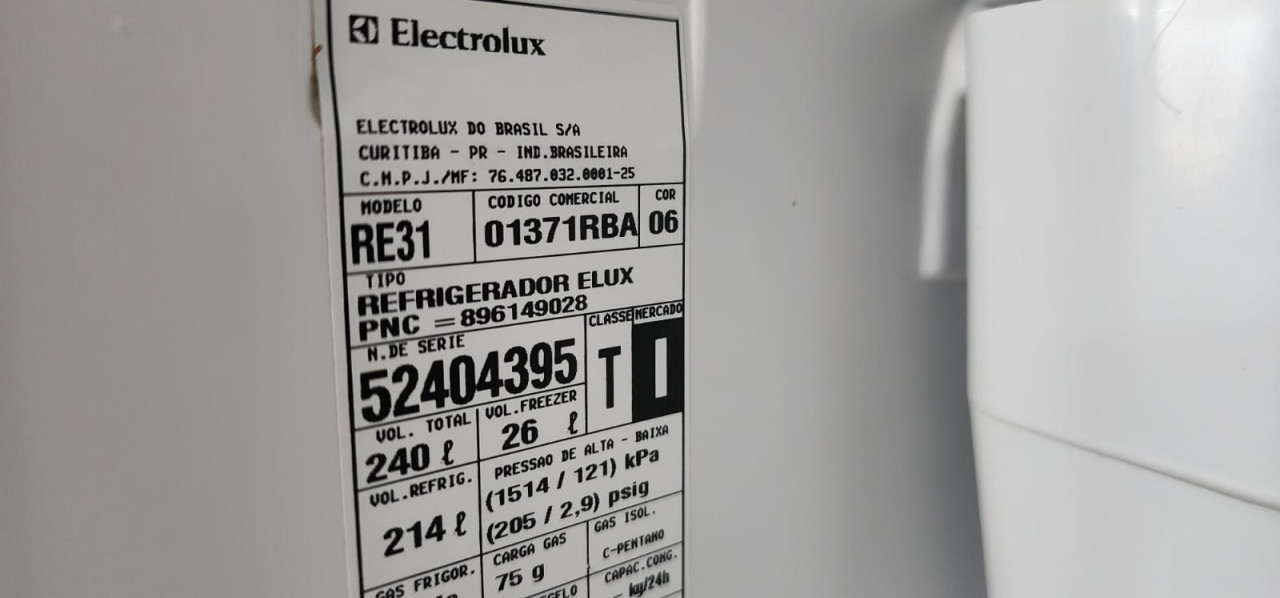 Electrolux
ELECTROLUX DO BRASIL S/A
CURITIBA - PR - IND.BRASILEIRA
C.N.P.J./MF: 76.487.032.0001-25
MODELO CODIGO COMERCIAL COR
RE31 01371RBA 06
TIPO
REFRIGERADOR ELUX
PNC =896149028
N.DE SERIE CLASSE MERCADO
52404395 T I
VOL. TOTAL VOL.FREEZER
240 ℓ 26 ℓ
VOL.REFRIG. PRESSAO DE ALTA - BAIXA
214 ℓ (1514 / 121) kPa
(205 / 2,9) psig
GAS FRIGOR. CARGA GAS GAS ISOL.
75 g C-PENTANO
CAPAC.CONG.
kg/24h